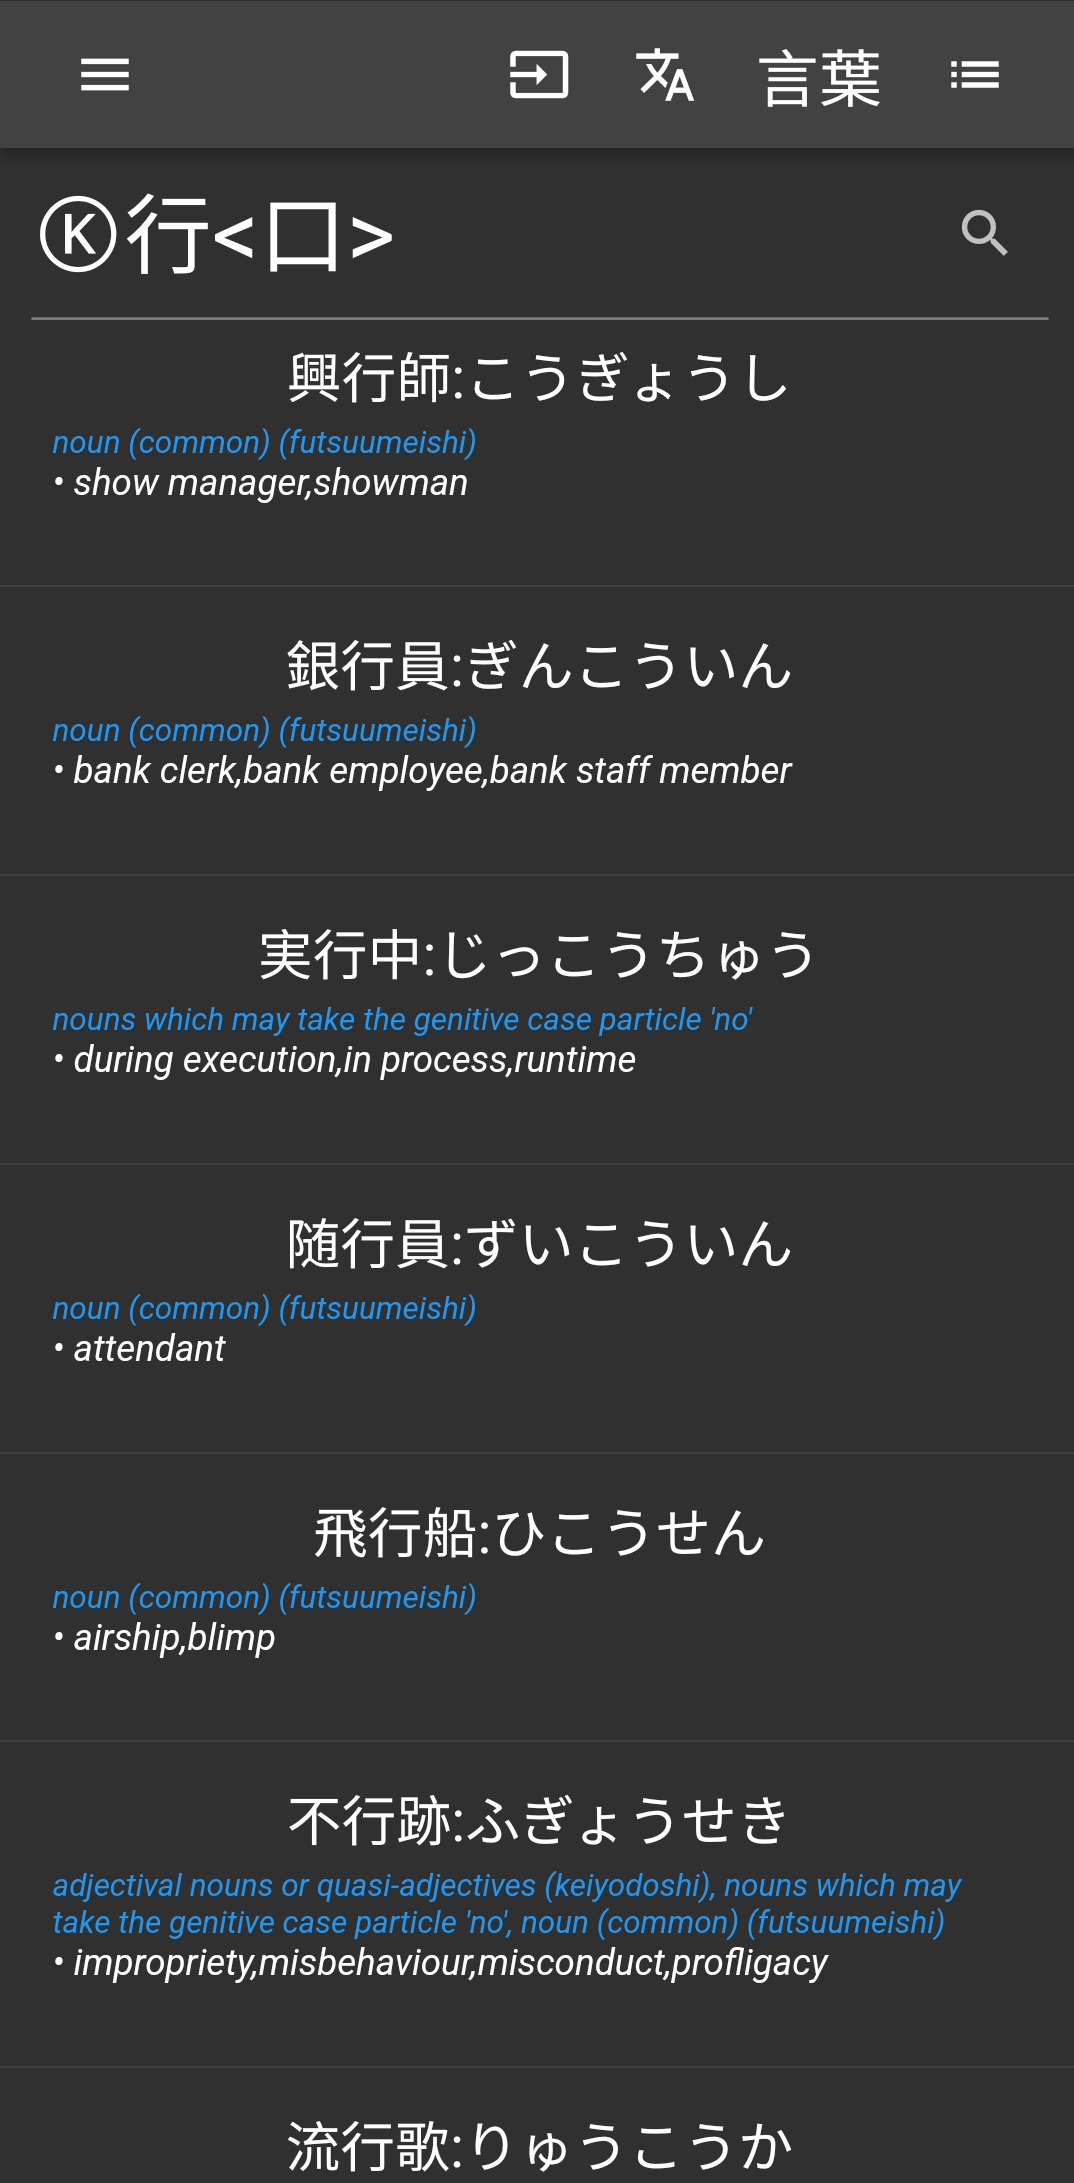 言葉
Ⓚ行<口>
興行師:こうぎょうし
noun (common) (futsuumeishi)
• show manager,showman
銀行員:ぎんこういん
noun (common) (futsuumeishi)
• bank clerk,bank employee,bank staff member
実行中:じっこうちゅう
nouns which may take the genitive case particle 'no'
• during execution,in process,runtime
随行員:ずいこういん
noun (common) (futsuumeishi)
• attendant
飛行船:ひこうせん
noun (common) (futsuumeishi)
• airship,blimp
不行跡:ふぎょうせき
adjectival nouns or quasi-adjectives (keiyodoshi), nouns which may
take the genitive case particle 'no', noun (common) (futsuumeishi)
• impropriety,misbehaviour,misconduct,profligacy
流行歌:りゅうこうか